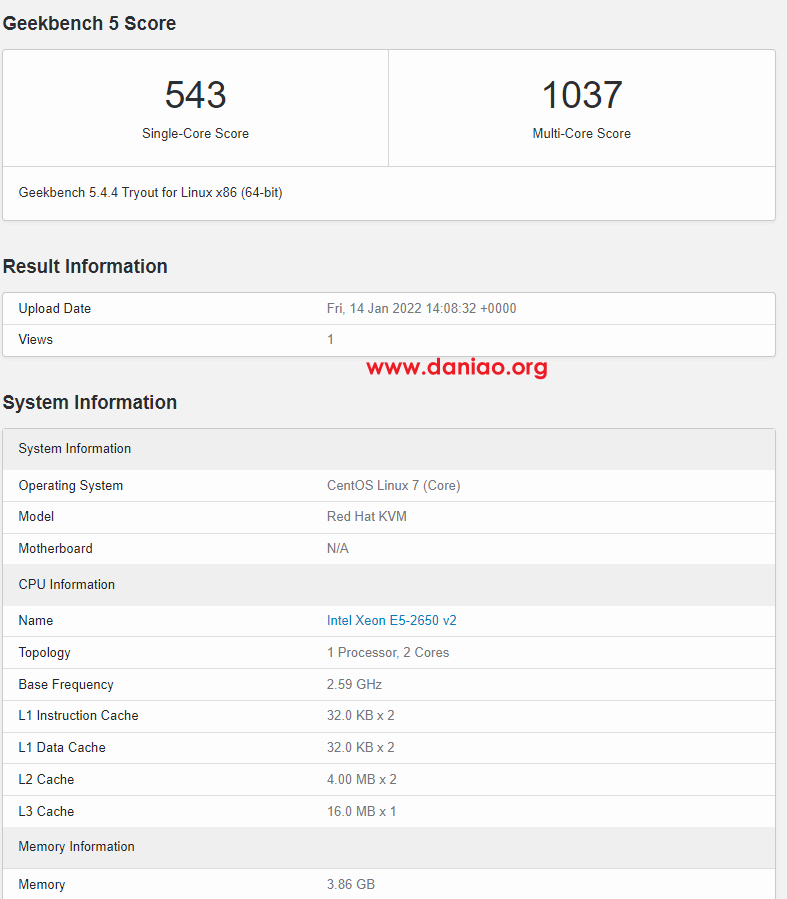 Geekbench 5 Score
543 1037
Single-Core Score Multi-Core Score
Geekbench 5.4.4 Tryout for Linux x86 (64-bit)
Result Information
Upload Date Fri, 14 Jan 2022 14:08:32 +0000
Views 1
www.daniao.org
System Information
System Information
Operating System CentOS Linux 7 (Core)
Model Red Hat KVM
Motherboard N/A
CPU Information
Name Intel Xeon E5-2650 v2
Topology 1 Processor, 2 Cores
Base Frequency 2.59 GHz
L1 Instruction Cache 32.0 KB x 2
L1 Data Cache 32.0 KB x 2
L2 Cache 4.00 MB x 2
L3 Cache 16.0 MB x 1
Memory Information
Memory 3.86 GB